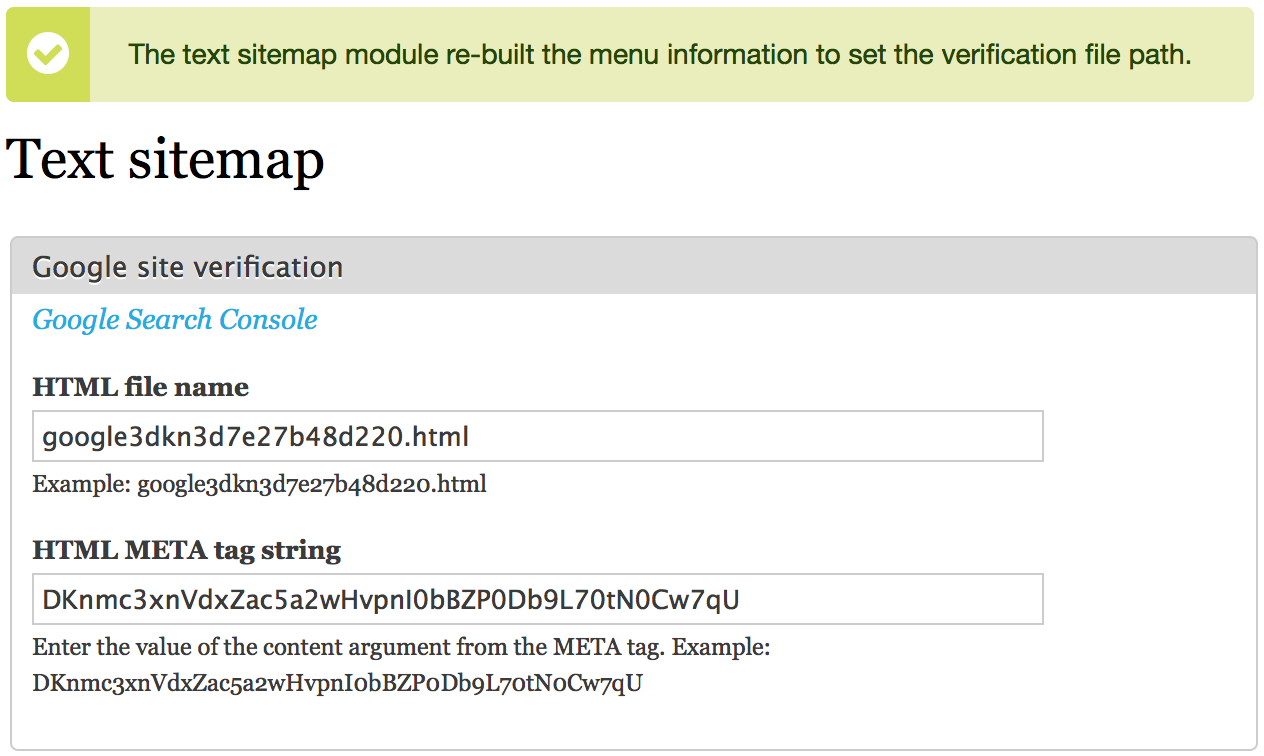 The text sitemap module re-built the menu information to set the verification file path.
Text sitemap
Google site verification
Google Search Console
HTML file name
google3dkn3d7e27b48d220.html
Example: google3dkn3d7e27b48d220.html
HTML META tag string
DKnmc3xnVdxZac5a2wHvpnI0bBZP0Db9L70tN0Cw7qU
Enter the value of the content argument from the META tag. Example:
DKnmc3xnVdxZac5a2wHvpnI0bBZP0Db9L70tN0Cw7qU